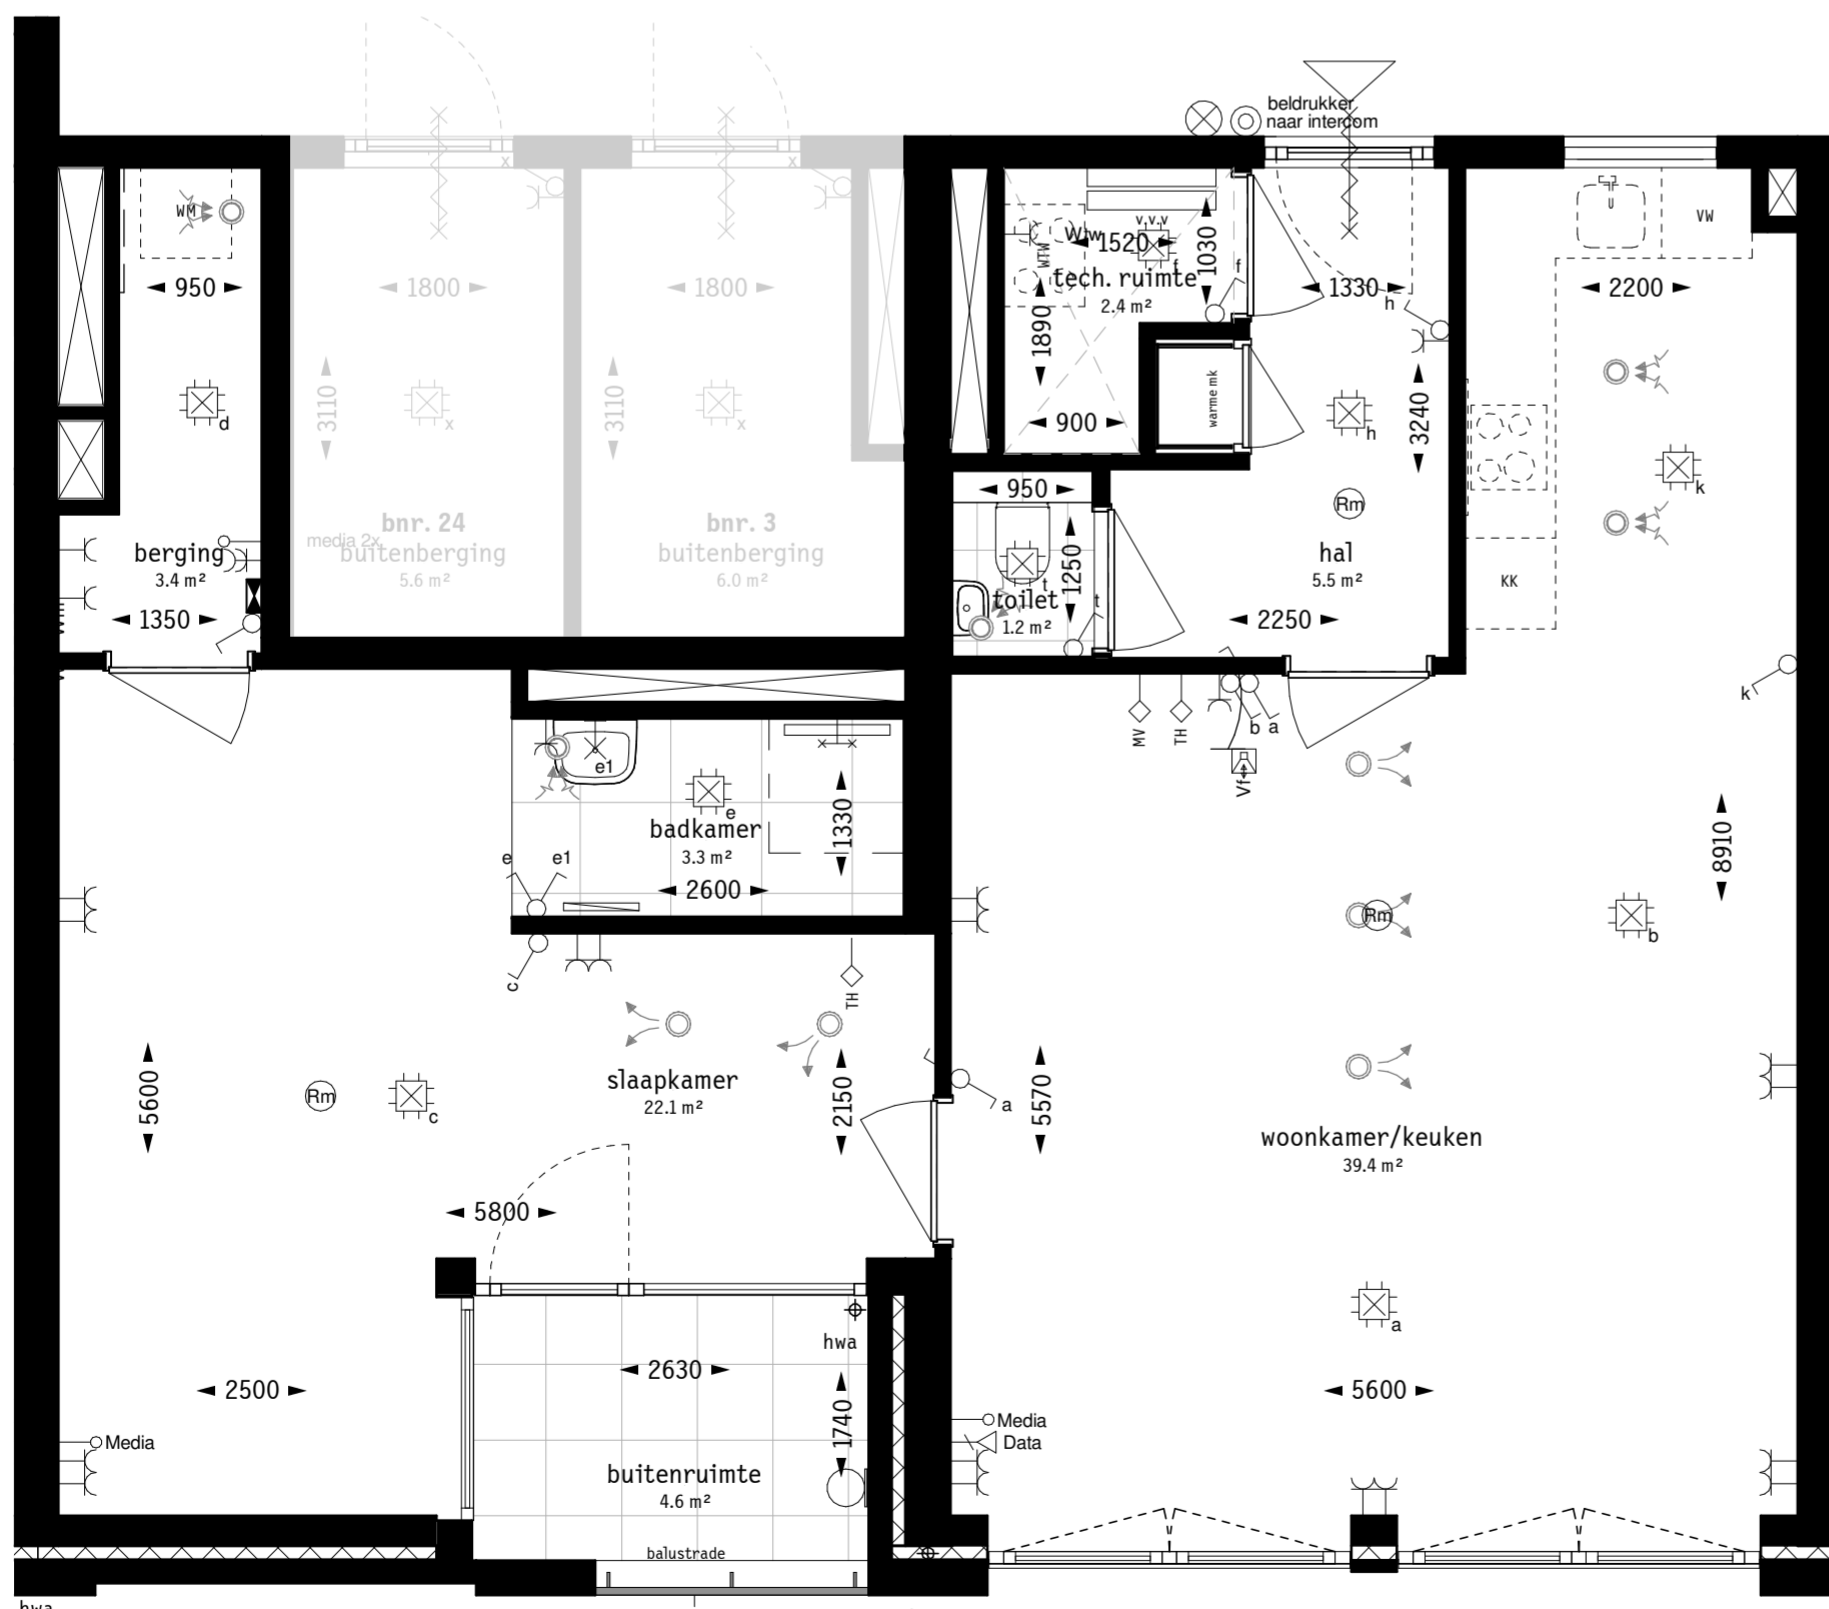 beldrukker
naar intercom
WM
950
1800
1800
v.v.v
Wtw
WTW
1520
1030
f
f
tech. ruimte
2.4 m²
1890
900
warme mk
1330
h
3240
h
2200
VW
d
3110
x
x
x
3110
x
k
Rm
berging
3.4 m²
1350
media 2x
bnr. 24
buitenberging
5.6 m²
bnr. 3
buitenberging
6.0 m²
950
1250
t
t
toilet
1.2 m²
hal
5.5 m²
2250
KK
k
MV
TH
b
a
Vf
e1
e
badkamer
3.3 m²
1330
2600
e
e1
c
TH
8910
Rm
b
5600
Rm
c
slaapkamer
22.1 m²
2150
a
5570
woonkamer/keuken
39.4 m²
5800
a
hwa
2630
1740
2500
5600
Media
Media
Data
buitenruimte
4.6 m²
balustrade
hwa